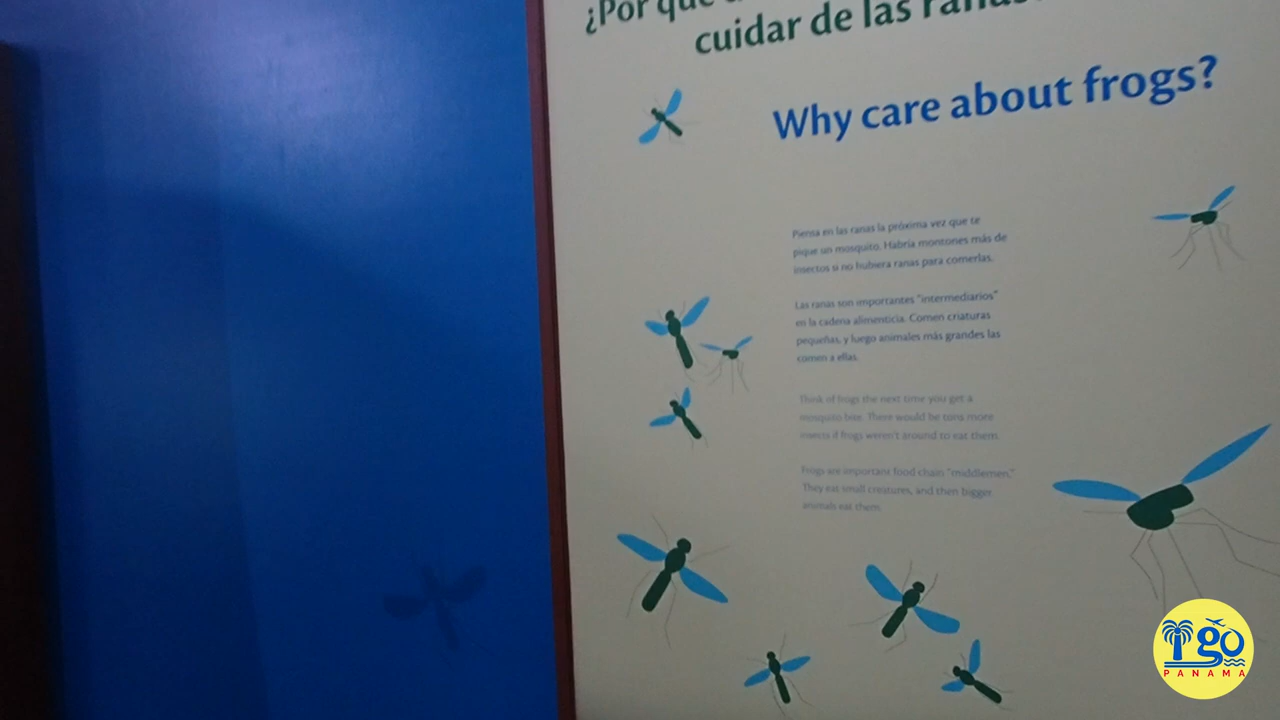 ¿Por qué
cuidar de las ranas?
Why care about frogs?
Piensa en las ranas la próxima vez que te
pique un mosquito. Habría montones más de
insectos si no hubiera ranas para comerlas.
Las ranas son importantes "intermediarios"
en la cadena alimenticia. Comen criaturas
pequeñas, y luego animales más grandes las
comen a ellas.
Think of frogs the next time you get a
mosquito bite. There would be tons more
insects if frogs weren't around to eat them.
Frogs are important food chain "middlemen."
They eat small creatures, and then bigger
animals eat them.
go
PANAMA